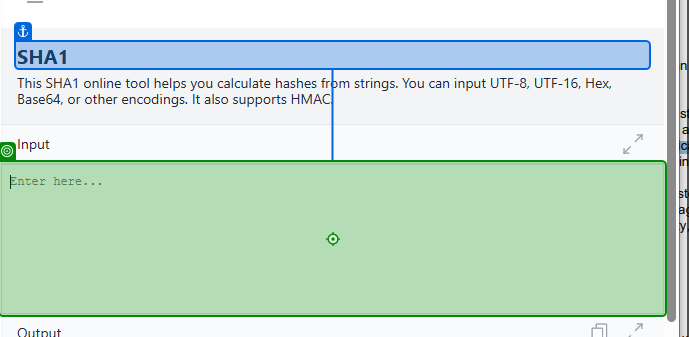 SHA1
This SHA1 online tool helps you calculate hashes from strings. You can input UTF-8, UTF-16, Hex,
Base64, or other encodings. It also supports HMAC.
Input
Enter here...
Output